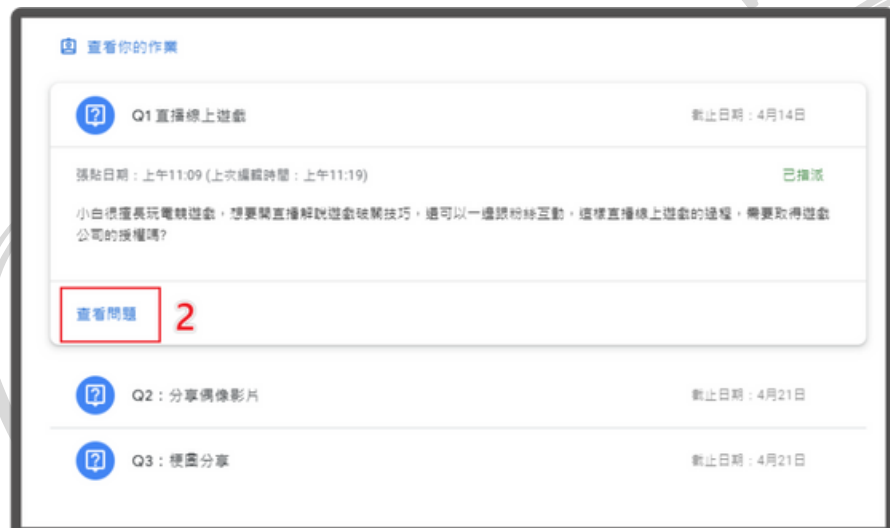 查看你的作業
Q1直播線上遊戲
截止日期：4月14日
張貼日期：上午11:09 (上次編輯時間：上午11:19)
已指派
小白很擅長玩電競遊戲，想要開直播解說遊戲破關技巧，還可以一邊跟粉絲互動，這樣直播線上遊戲的過程，需要取得遊戲
公司的授權嗎?
查看問題
2
Q2：分享偶像影片
截止日期：4月21日
Q3：梗圖分享
截止日期：4月21日